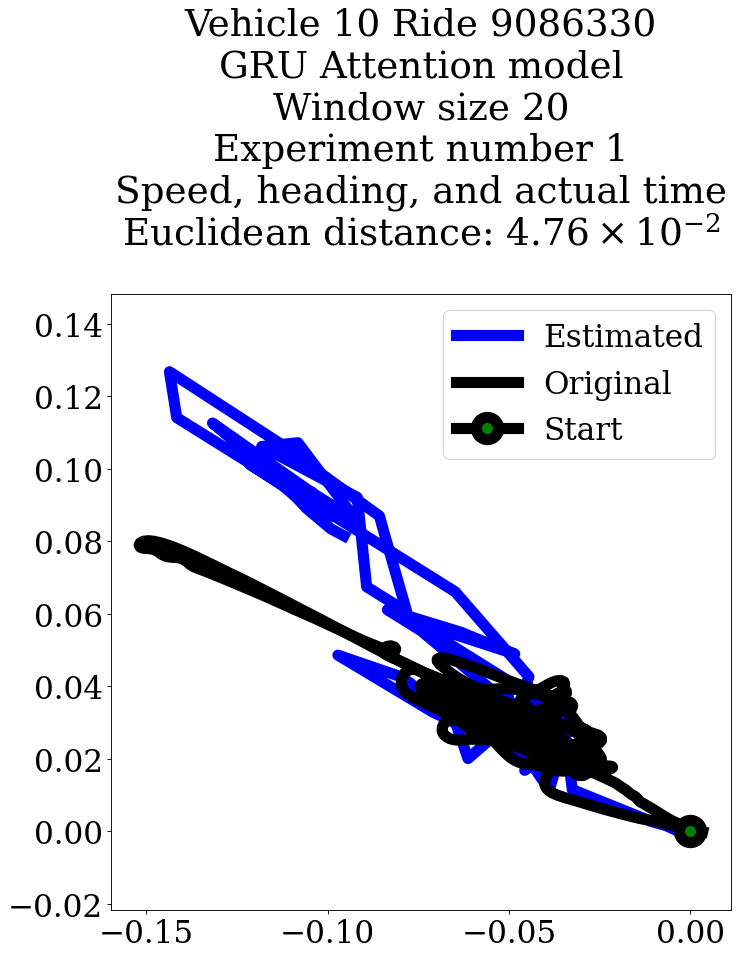 Vehicle 10 Ride 9086330
GRU Attention model
Window size 20
Experiment number 1
Speed, heading, and actual time
Euclidean distance: 4.76 × 10⁻²
Estimated
Original
Start
0.14
0.12
0.10
0.08
0.06
0.04
0.02
0.00
−0.02
−0.15
−0.10
−0.05
0.00